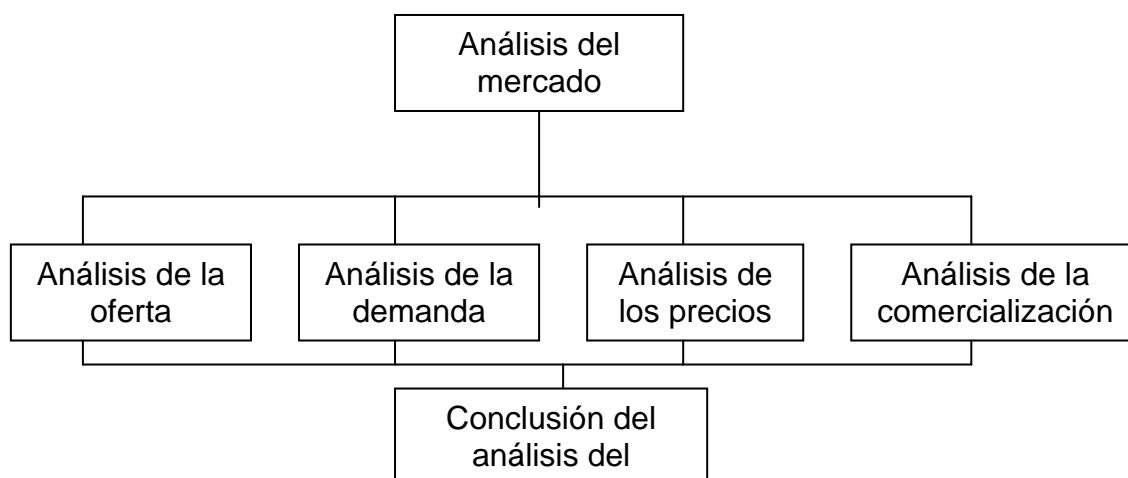 Análisis del
mercado
Análisis de la
oferta
Análisis de la
demanda
Análisis de
los precios
Análisis de la
comercialización
Conclusión del
análisis del